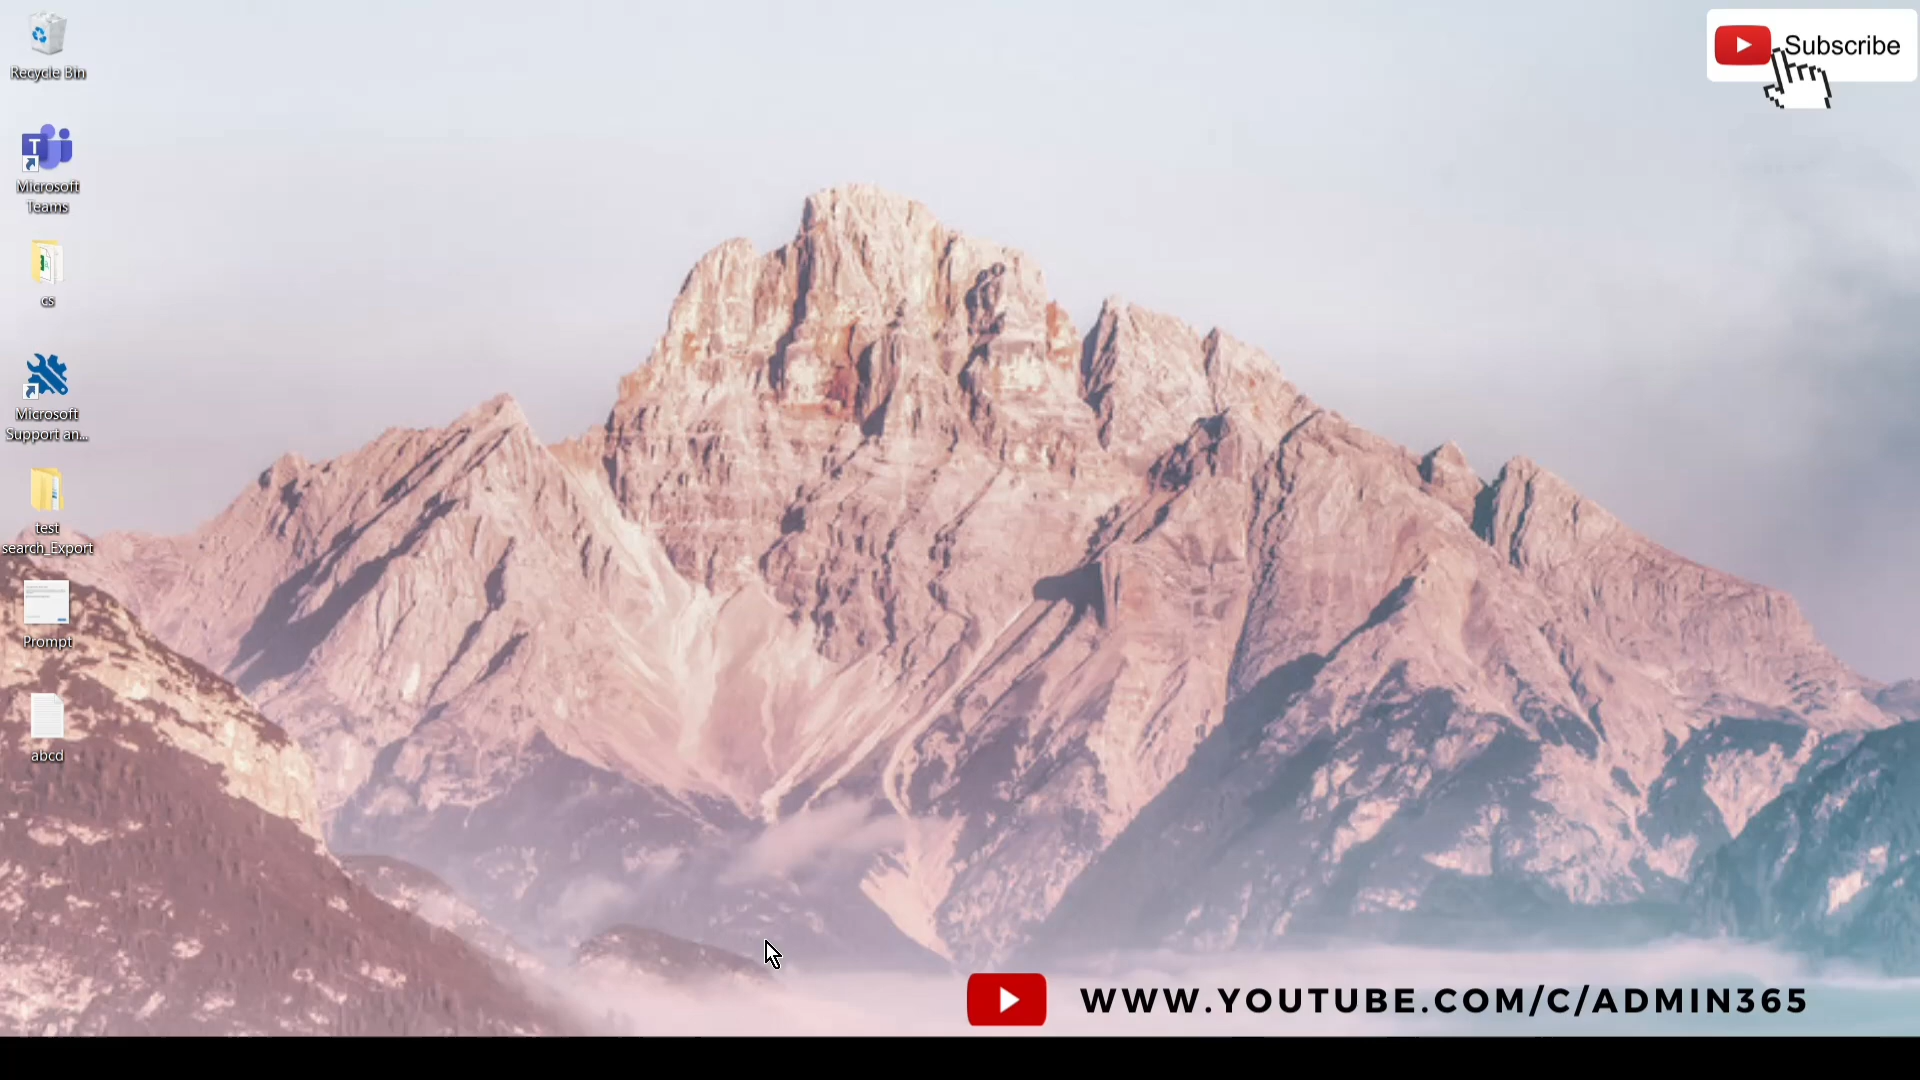 Recycle Bin
Subscribe
T
Microsoft
Teams
cs
Microsoft
Support an...
test
search_Export
Prompt
abcd
WWW.YOUTUBE.COM/C/ADMIN365